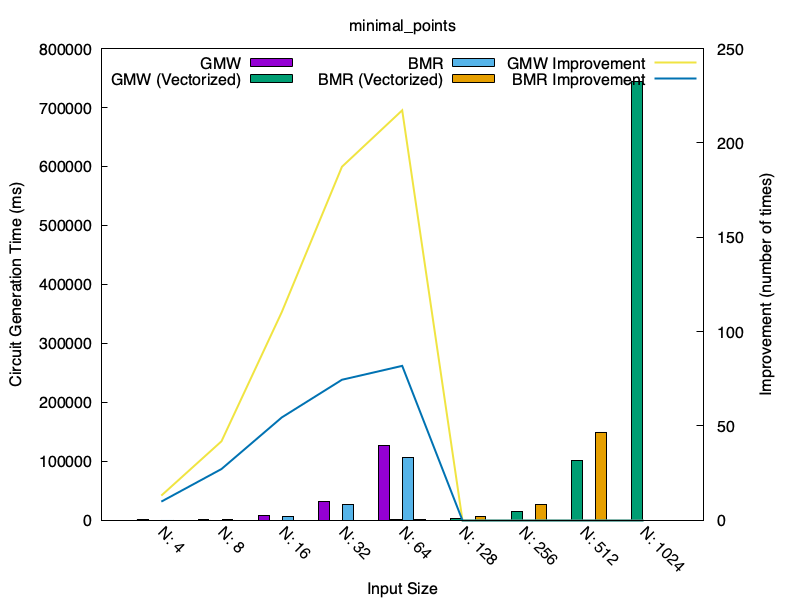 minimal_points
800000
700000
600000
500000
400000
300000
200000
100000
0
250
200
150
100
50
0
GMW
GMW (Vectorized)
BMR
BMR (Vectorized)
GMW Improvement
BMR Improvement
Circuit Generation Time (ms)
Improvement (number of times)
N: 4
N: 8
N: 16
N: 32
N: 64
N: 128
N: 256
N: 512
N: 1024
Input Size